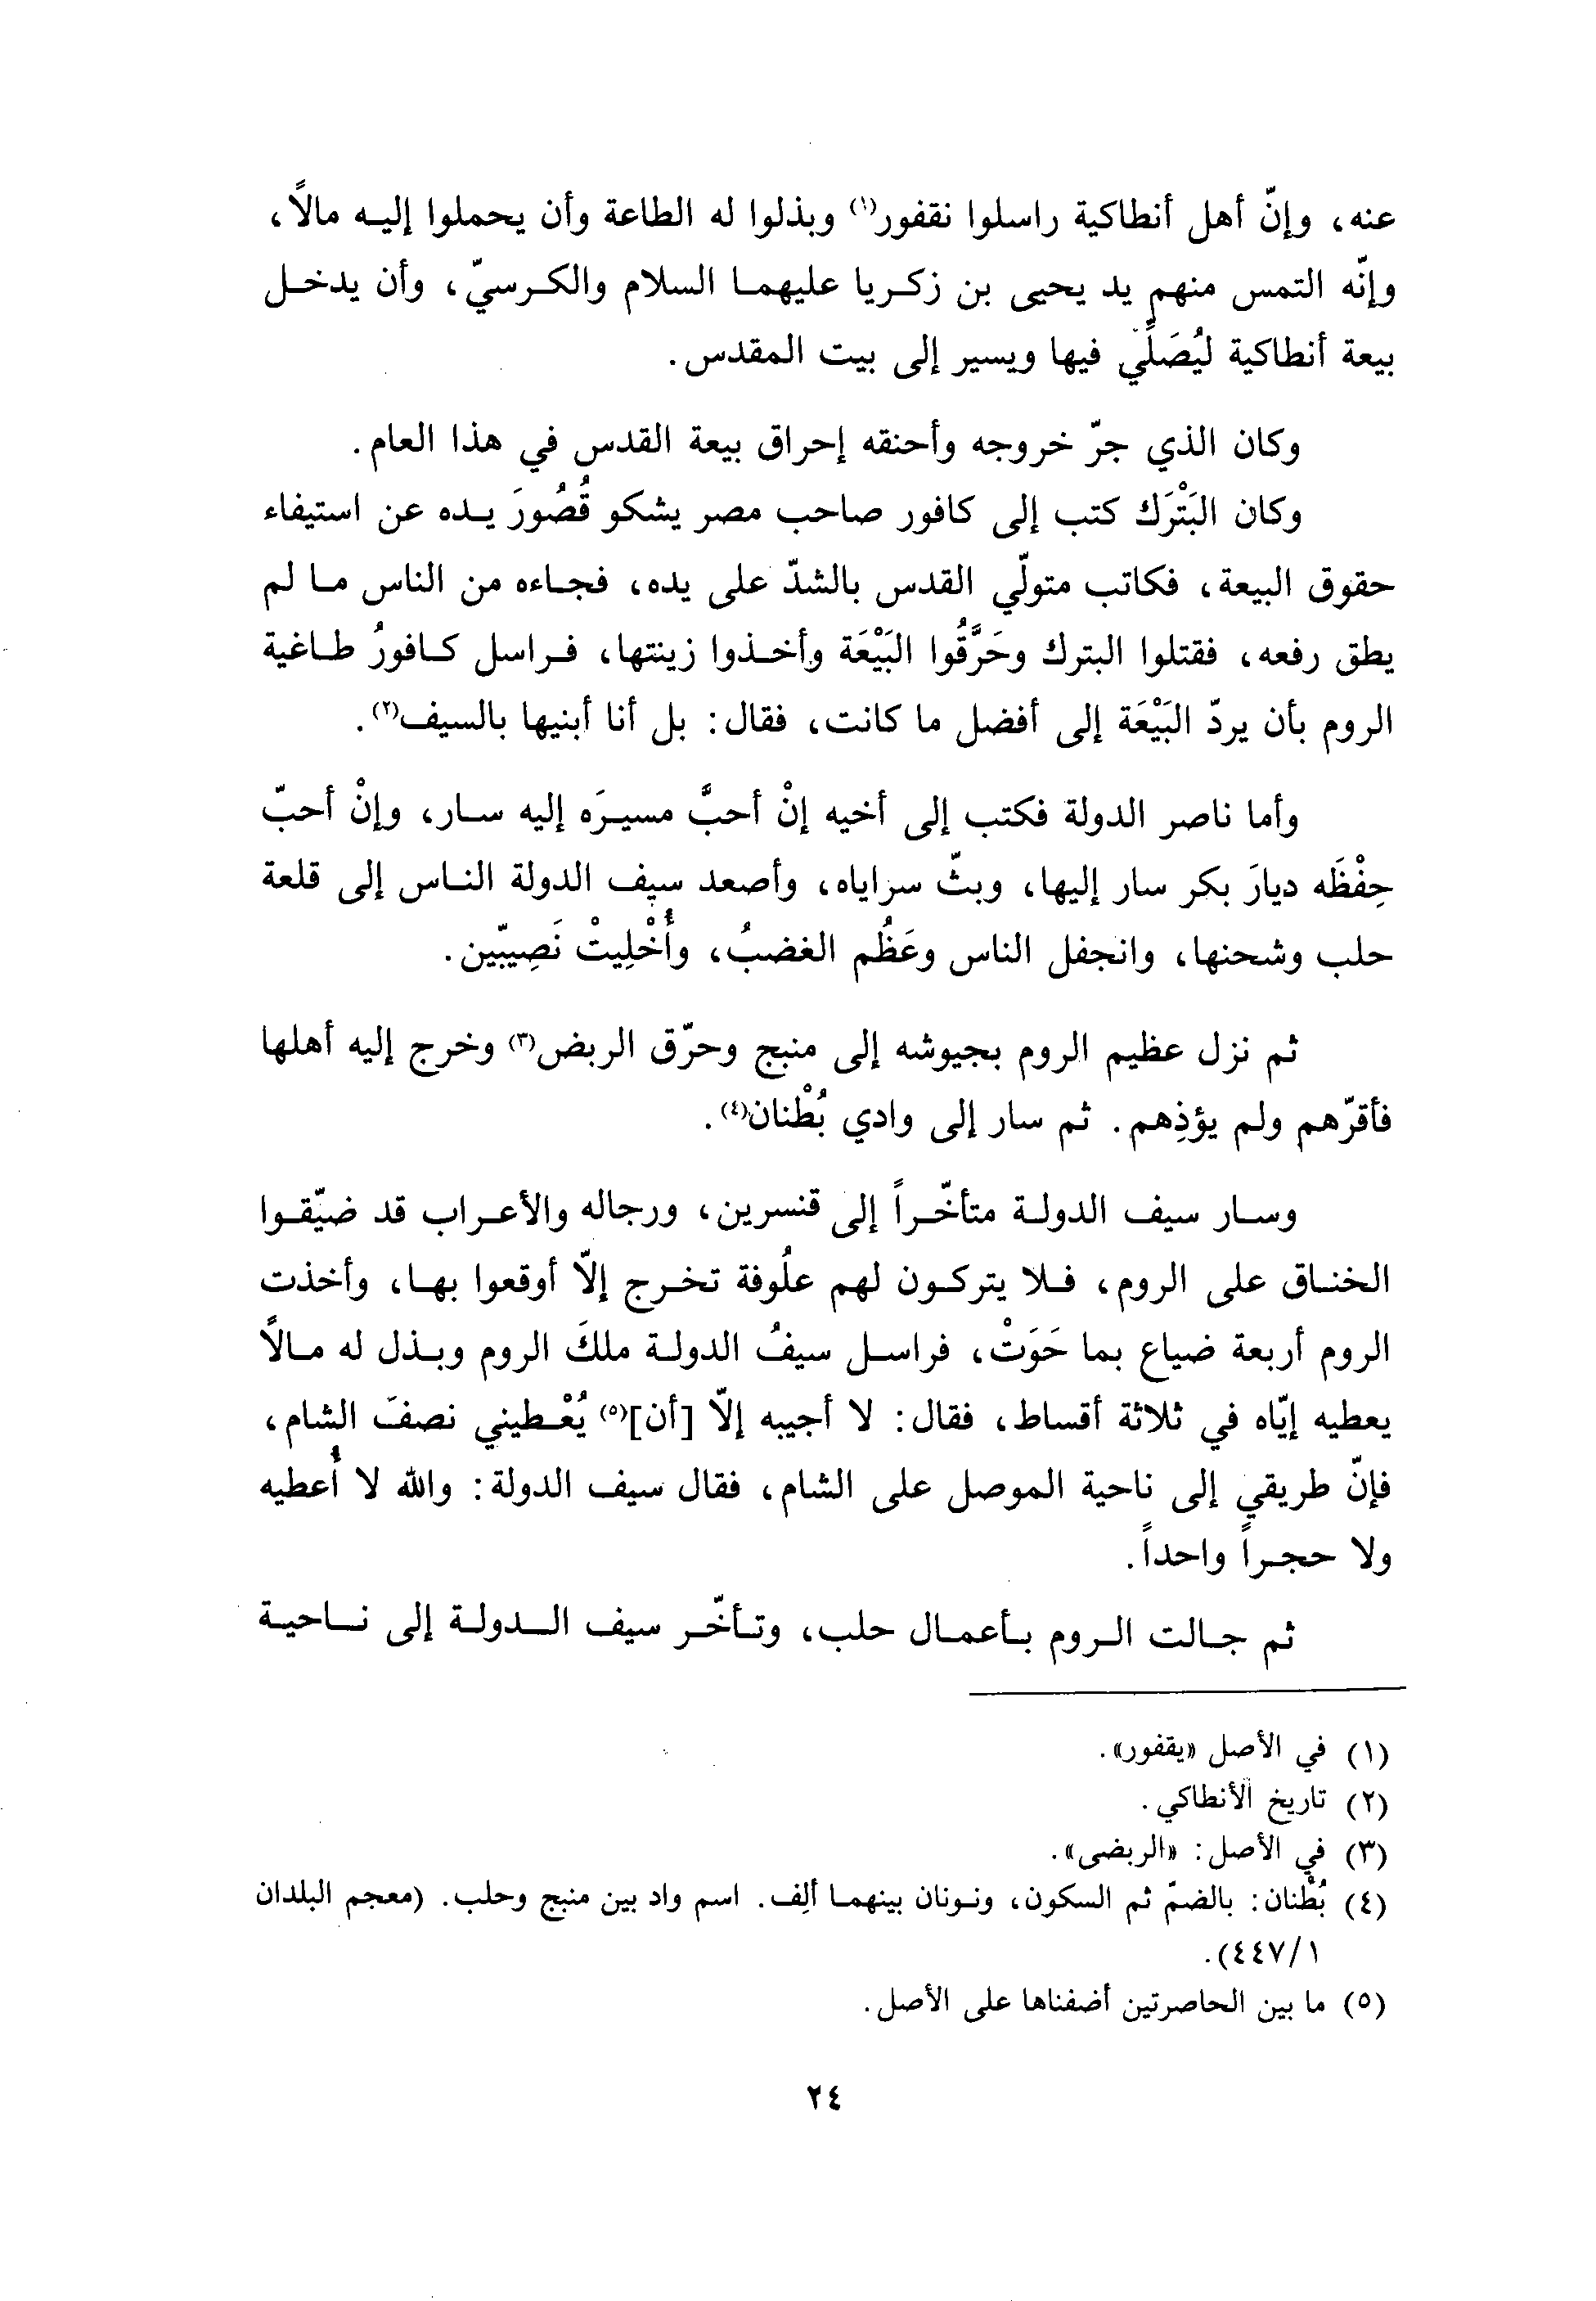 عنه، وإنّ أهل أنطاكية راسلوا نقفور(١) وبذلوا له الطاعة وأن يحملوا إليه مالاً،
وإنّه التمس منهم يد يحيى بن زكريا عليهما السلام والكرسيّ، وأن يدخل
بيعة أنطاكية ليُصَلِّي فيها ويسير إلى بيت المقدس.
وكان الذي جرّ خروجه وأحنقه إحراق بيعة القدس في هذا العام.
وكان البَتْرَك كتب إلى كافور صاحب مصر يشكو قُصُورَ يده عن استيفاء
حقوق البيعة، فكاتب متولّي القدس بالشدّ على يده، فجاءه من الناس ما لم
يطق رفعه، فقتلوا البترك وحَرَّقُوا البَيْعَة وأخذوا زينتها، فراسل كافورُ طاغية
الروم بأن يردّ البَيْعَة إلى أفضل ما كانت، فقال: بل أنا أبنيها بالسيف(٢).
وأما ناصر الدولة فكتب إلى أخيه إنْ أحبَّ مسيرَه إليه سار، وإنْ أحبّ
حِفْظَه ديارَ بكر سار إليها، وبثّ سراياه، وأصعد سيف الدولة الناس إلى قلعة
حلب وشحنها، وانجفل الناس وعَظُم الغضبُ، وأُخْلِيتْ نَصِيبّين.
ثم نزل عظيم الروم بجيوشه إلى منبج وحرّق الربض(٣) وخرج إليه أهلها
فأقرّهم ولم يؤذِهم. ثم سار إلى وادي بُطْنان(٤).
وسار سيف الدولة متأخّراً إلى قنسرين، ورجاله والأعراب قد ضيّقوا
الخناق على الروم، فلا يتركون لهم علُوفة تخرج إلاّ أوقعوا بها، وأخذت
الروم أربعة ضياع بما حَوَتْ، فراسل سيفُ الدولة ملكَ الروم وبذل له مالاً
يعطيه إيّاه في ثلاثة أقساط، فقال: لا أجيبه إلاّ [أن](٥) يُعْطيني نصفَ الشام،
فإنّ طريقي إلى ناحية الموصل على الشام، فقال سيف الدولة: والله لا أُعطيه
ولا حجراً واحداً.
ثم جالت الروم بأعمال حلب، وتأخّر سيف الدولة إلى ناحية
(١) في الأصل «يقفور».
(٢) تاريخ الأنطاكي.
(٣) في الأصل: «الربضى».
(٤) بُطْنان: بالضمّ ثم السكون، ونونان بينهما ألِف. اسم واد بين منبج وحلب. (معجم البلدان
٤٤٧/١).
(٥) ما بين الحاصرتين أضفناها على الأصل.
٢٤